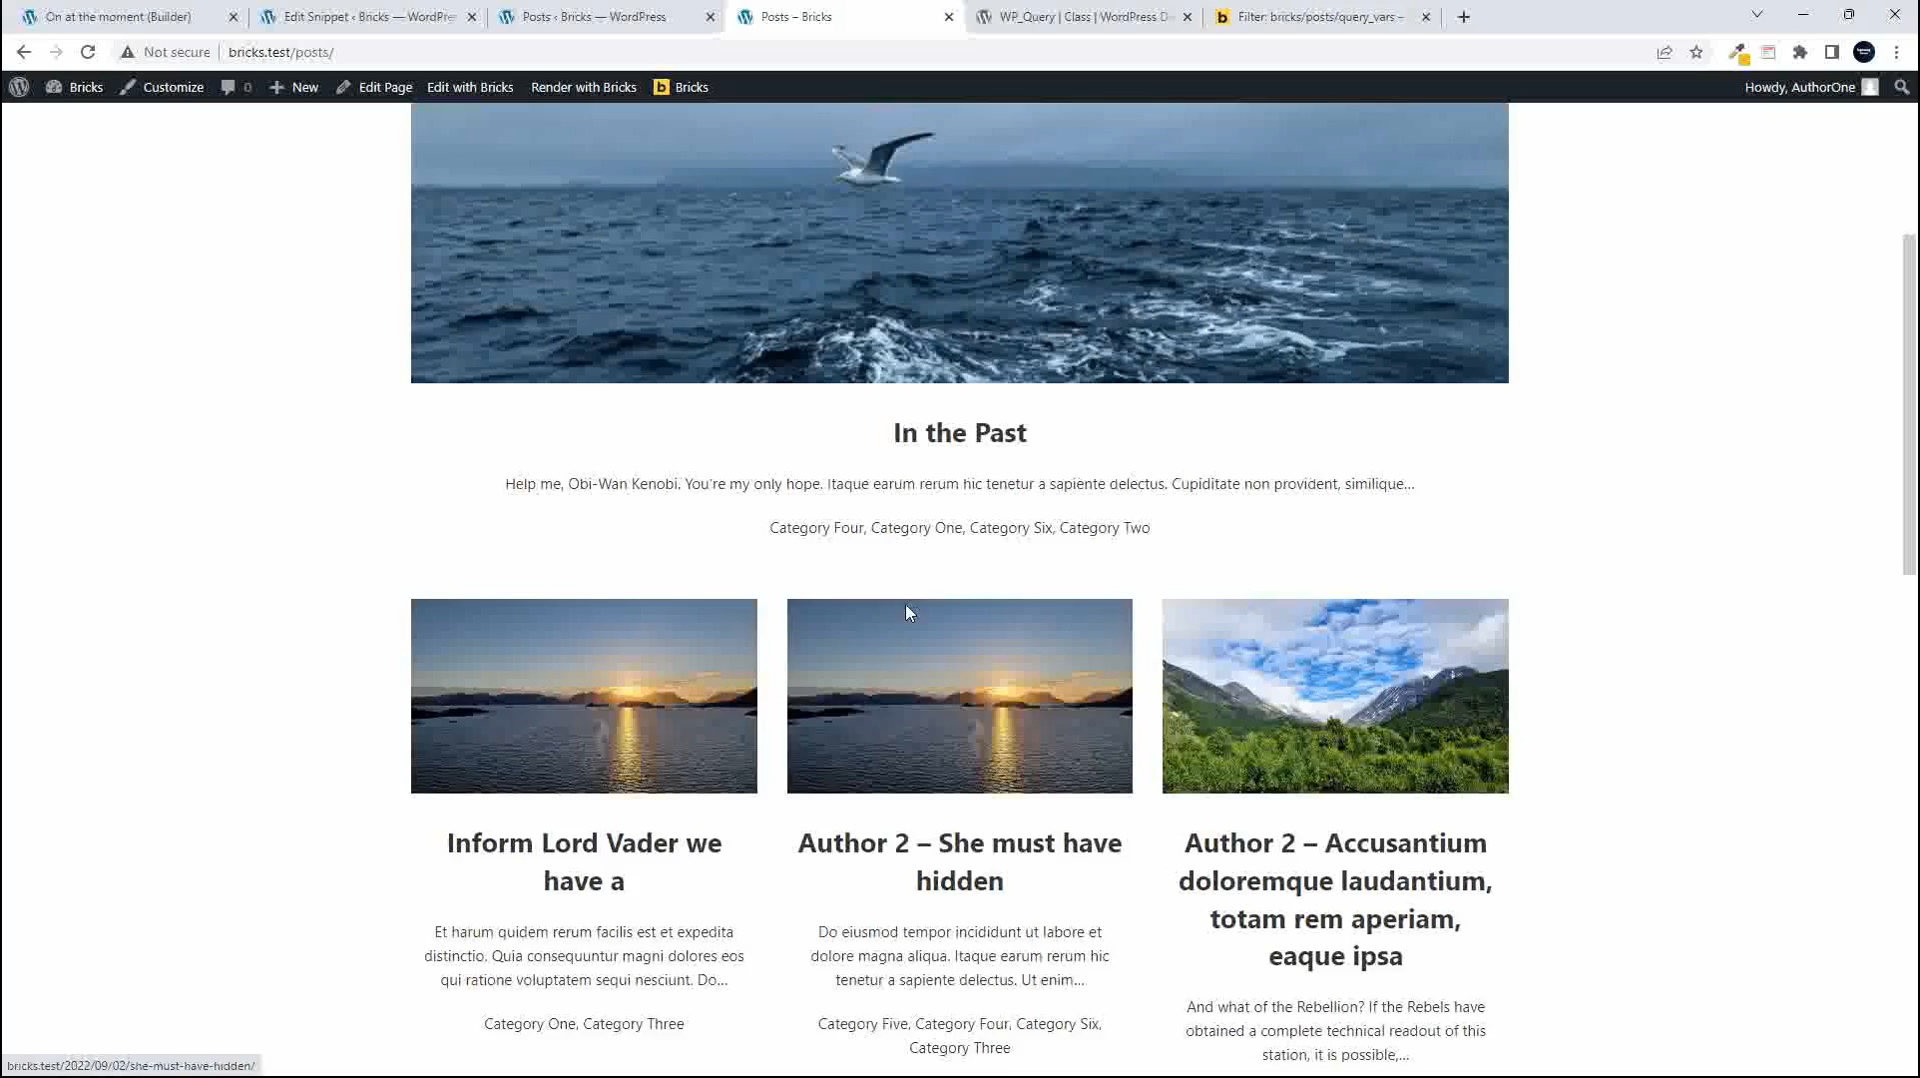 On at the moment (Builder)
Edit Snippet ‹ Bricks — WordPre
Posts ‹ Bricks — WordPress
Posts – Bricks
WP_Query | Class | WordPress D
Filter: bricks/posts/query_vars –
Not secure
bricks.test/posts/
Bricks
Customize
0
New
Edit Page
Edit with Bricks
Render with Bricks
b Bricks
Howdy, AuthorOne
In the Past
Help me, Obi-Wan Kenobi. You're my only hope. Itaque earum rerum hic tenetur a sapiente delectus. Cupiditate non provident, similique...
Category Four, Category One, Category Six, Category Two
Inform Lord Vader we
have a
Et harum quidem rerum facilis est et expedita
distinctio. Quia consequuntur magni dolores eos
qui ratione voluptatem sequi nesciunt. Do...
Category One, Category Three
Author 2 – She must have
hidden
Do eiusmod tempor incididunt ut labore et
dolore magna aliqua. Itaque earum rerum hic
tenetur a sapiente delectus. Ut enim...
Category Five, Category Four, Category Six,
Category Three
Author 2 – Accusantium
doloremque laudantium,
totam rem aperiam,
eaque ipsa
And what of the Rebellion? If the Rebels have
obtained a complete technical readout of this
station, it is possible,...
bricks.test/2022/09/02/she-must-have-hidden/